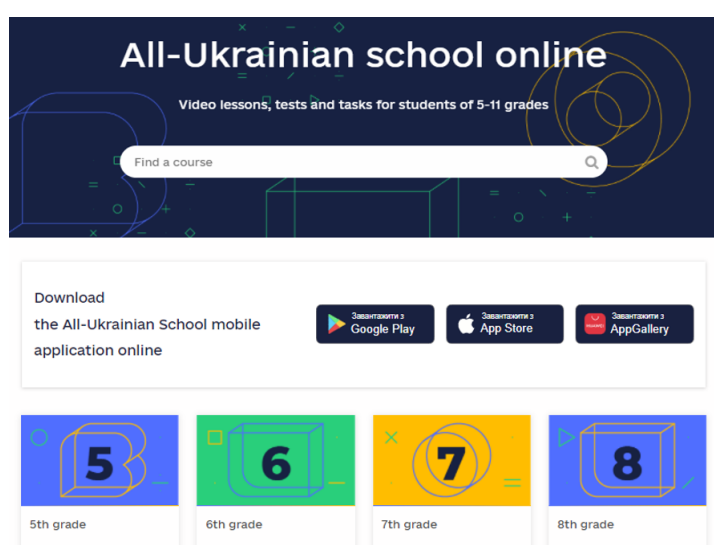 All-Ukrainian school online
Video lessons, tests and tasks for students of 5-11 grades
Find a course
Download
the All-Ukrainian School mobile
application online
Завантажити з
Google Play
Завантажити з
App Store
Завантажити з
AppGallery
5
6
7
8
5th grade
6th grade
7th grade
8th grade